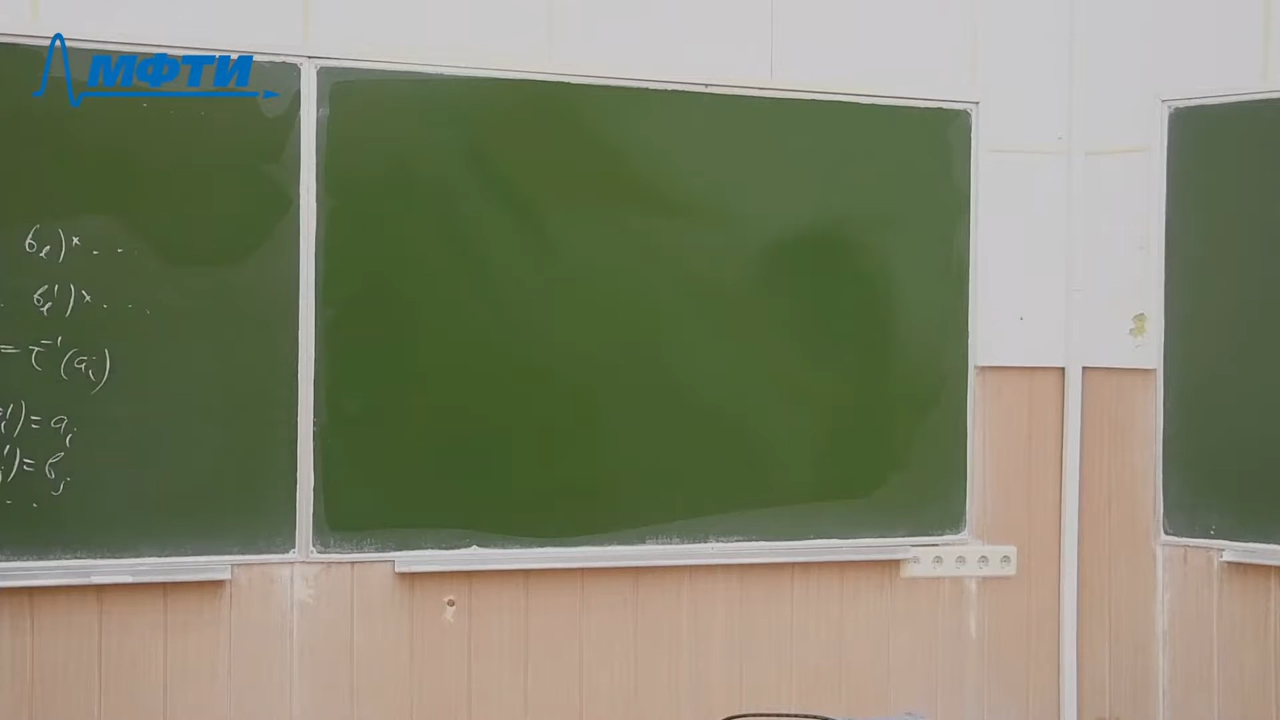 МФТИ
b_ℓ)ˣ . . .
. b_ℓ')ˣ . . .
= τ⁻¹(a_i)
')= a_i
')= b_j
. . .